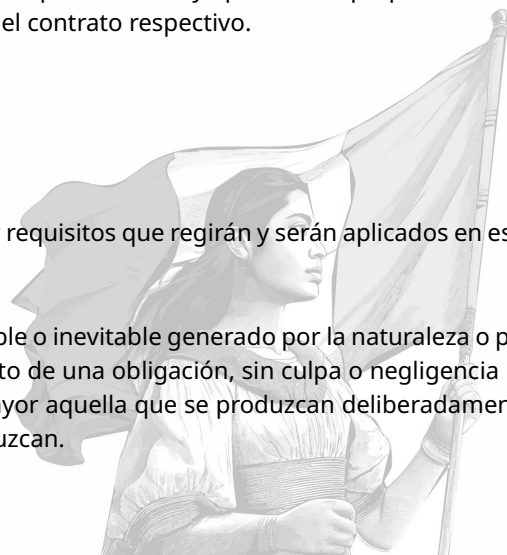 el contrato respectivo.
requisitos que regirán y serán aplicados en es
ble o inevitable generado por la naturaleza o p
to de una obligación, sin culpa o negligencia
yor aquella que se produzcan deliberadamen
uzcan.